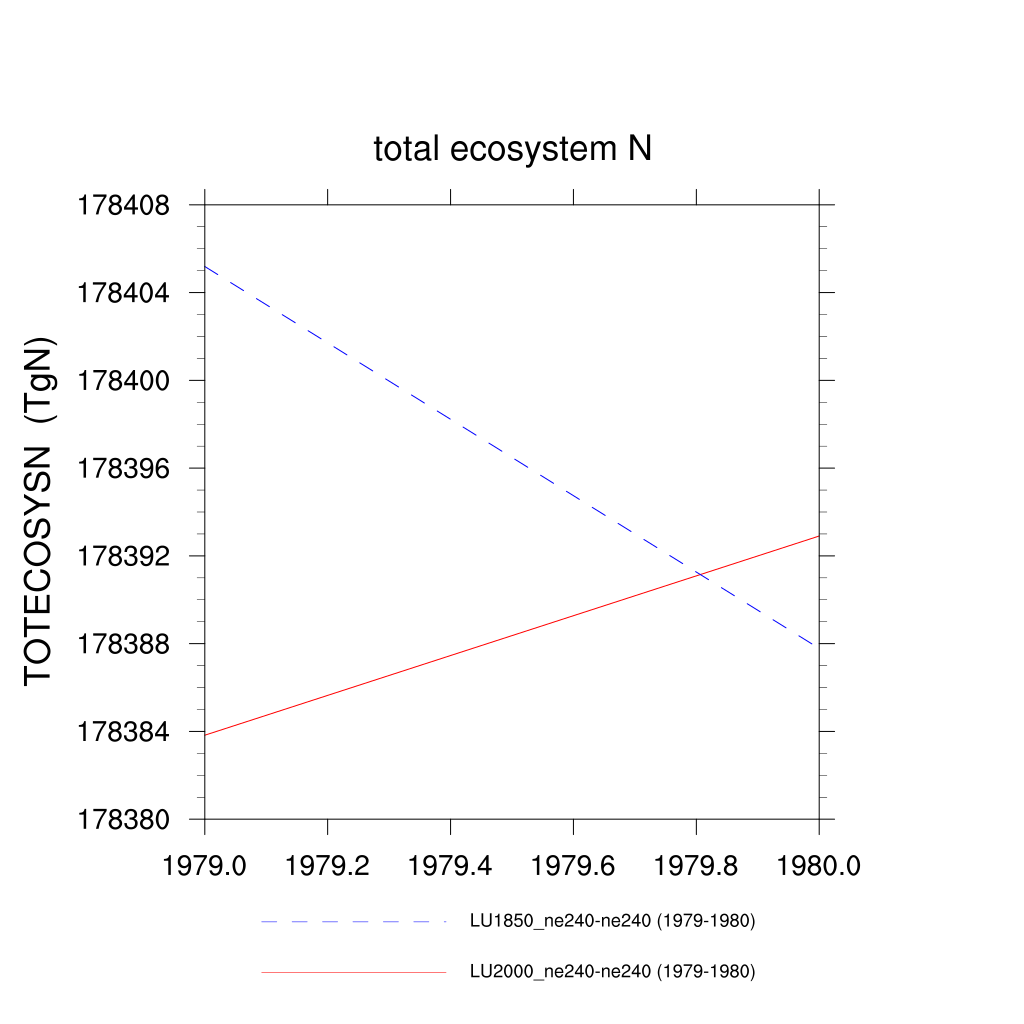 total ecosystem N
TOTECOSYSN (TgN)
178408
178404
178400
178396
178392
178388
178384
178380
1979.0 1979.2 1979.4 1979.6 1979.8 1980.0
LU1850_ne240-ne240 (1979-1980)
LU2000_ne240-ne240 (1979-1980)